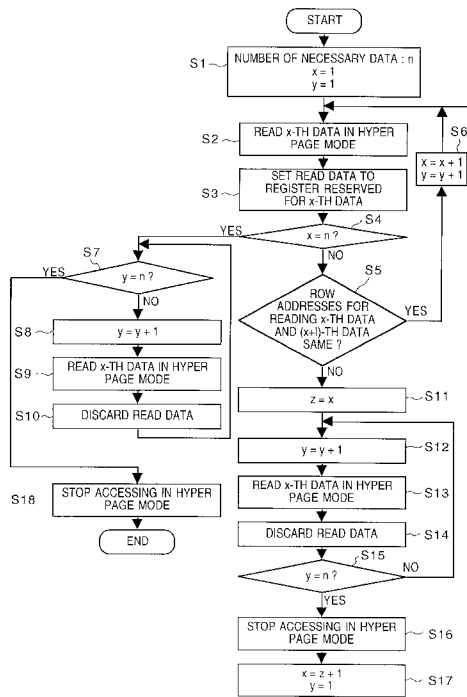 START
S1
NUMBER OF NECESSARY DATA : n
x = 1
y = 1
S2
READ x-TH DATA IN HYPER
PAGE MODE
S6
x = x + 1
y = y + 1
S3
SET READ DATA TO
REGISTER RESERVED
FOR x-TH DATA
S4
YES
x = n ?
NO
S7
YES
y = n ?
NO
S5
ROW
ADDRESSES FOR
READING x-TH DATA
AND (x+I)-TH DATA
SAME ?
YES
NO
S8
y = y + 1
S9
READ x-TH DATA IN HYPER
PAGE MODE
S10
DISCARD READ DATA
S11
z = x
S12
y = y + 1
S13
READ x-TH DATA IN HYPER
PAGE MODE
S14
DISCARD READ DATA
S18
STOP ACCESSING IN HYPER
PAGE MODE
END
S15
y = n ?
NO
YES
S16
STOP ACCESSING IN HYPER
PAGE MODE
S17
x = z + 1
y = 1